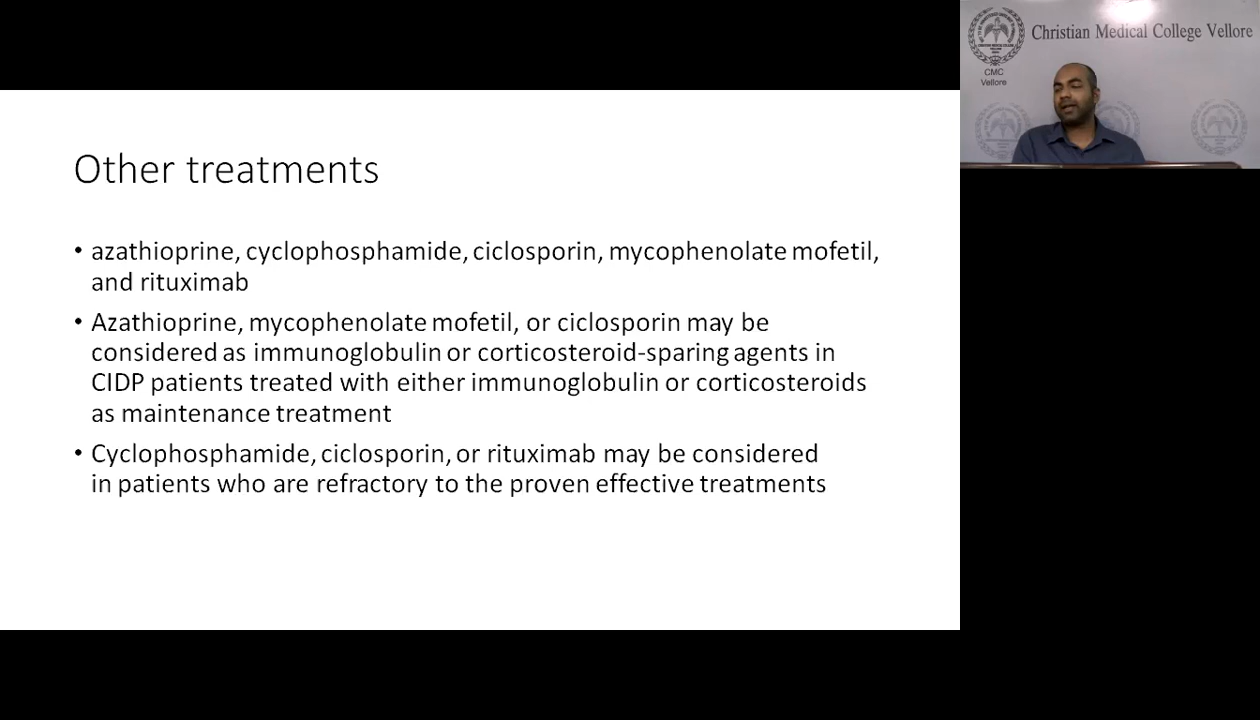 Other treatments
• azathioprine, cyclophosphamide, ciclosporin, mycophenolate mofetil,
and rituximab
• Azathioprine, mycophenolate mofetil, or ciclosporin may be
considered as immunoglobulin or corticosteroid-sparing agents in
CIDP patients treated with either immunoglobulin or corticosteroids
as maintenance treatment
• Cyclophosphamide, ciclosporin, or rituximab may be considered
in patients who are refractory to the proven effective treatments
Christian Medical College Vellore
CMC
Vellore